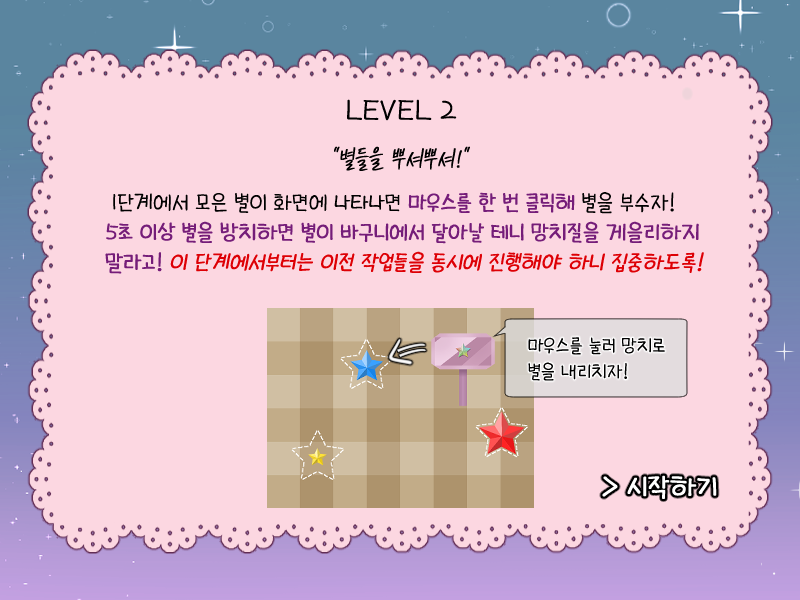 LEVEL 2
"별들을 뿌셔뿌셔!"
1단계에서 모은 별이 화면에 나타나면 마우스를 한 번 클릭해 별을 부수자!
5초 이상 별을 방치하면 별이 바구니에서 달아날 테니 망치질을 게을리하지
말라고! 이 단계에서부터는 이전 작업들을 동시에 진행해야 하니 집중하도록!
마우스를 눌러 망치로
별을 내리치자!
> 시작하기